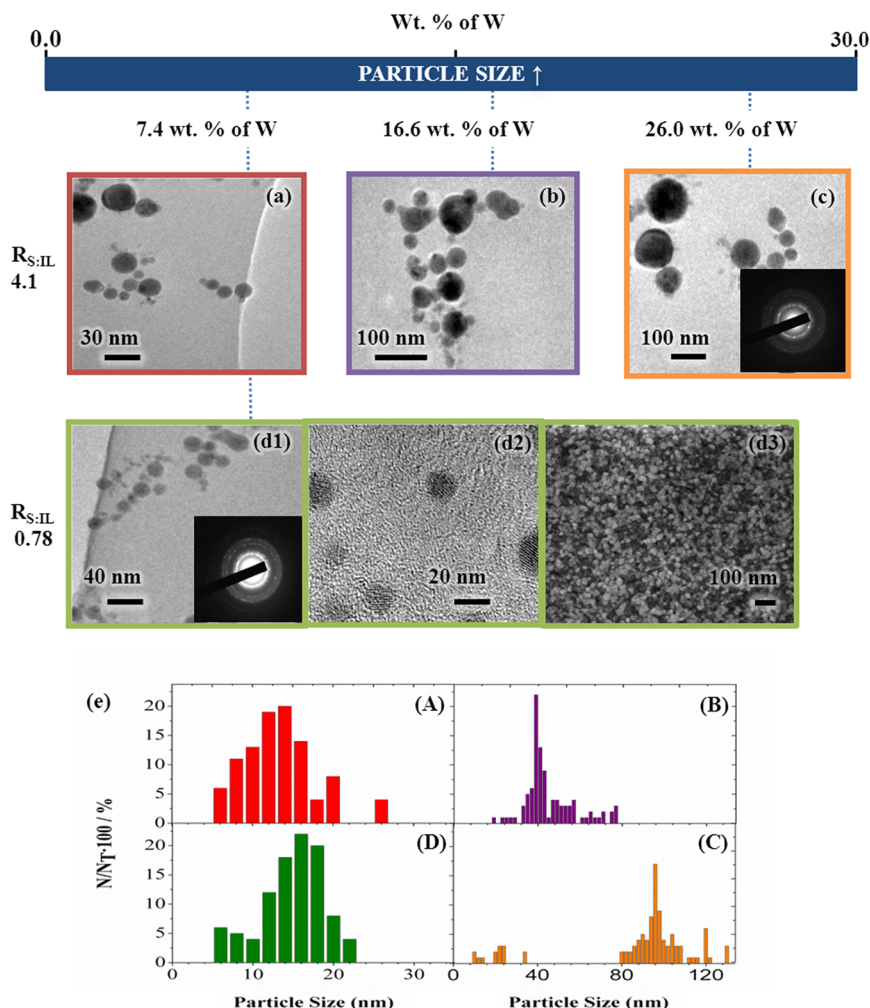 Wt. % of W
0.0
30.0
PARTICLE SIZE ↑
7.4 wt. % of W
16.6 wt. % of W
26.0 wt. % of W
R_S:IL
4.1
(a)
30 nm
(b)
100 nm
(c)
100 nm
R_S:IL
0.78
(d1)
40 nm
(d2)
20 nm
(d3)
100 nm
(e)
N/N_T·100 / %
20
15
10
5
0
(A)
(B)
20
15
10
5
0
(D)
(C)
0
10
20
30
0
40
80
120
Particle Size (nm)
Particle Size (nm)